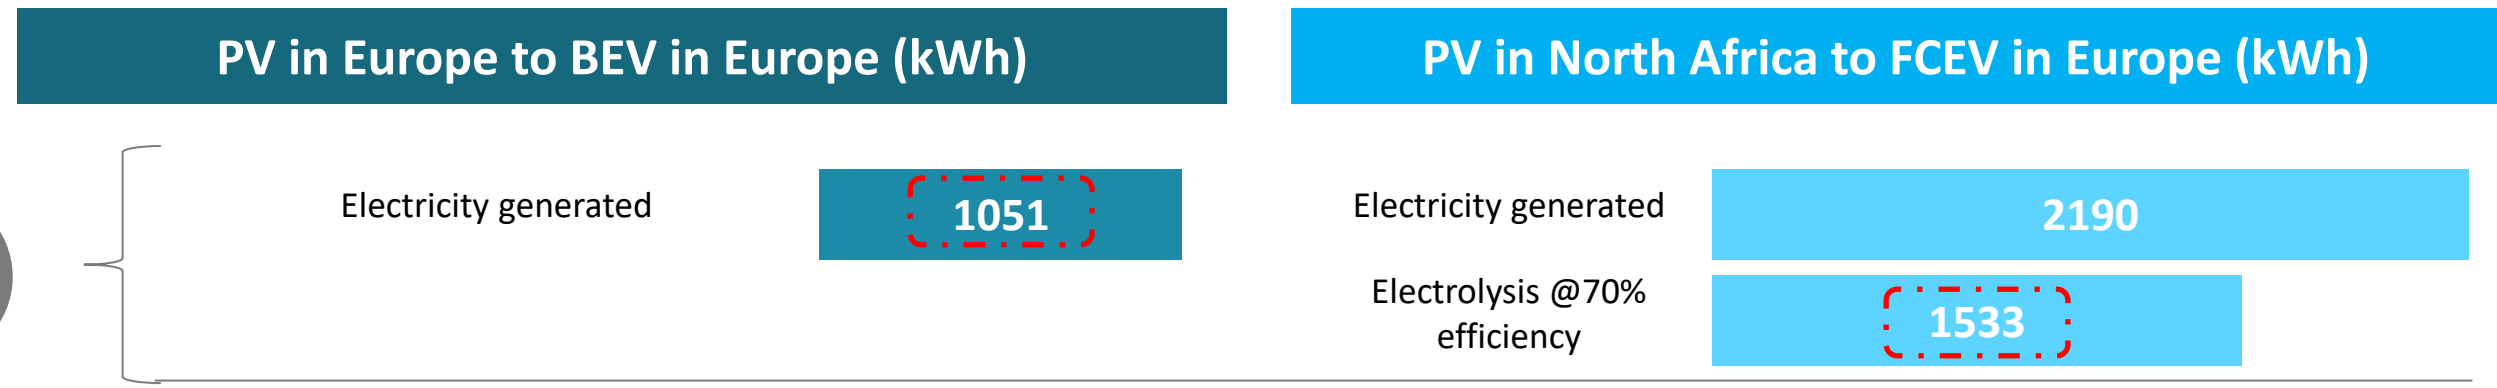 PV in Europe to BEV in Europe (kWh)
PV in North Africa to FCEV in Europe (kWh)
Electricity generated
1051
Electricity generated
2190
Electrolysis @70%
efficiency
1533